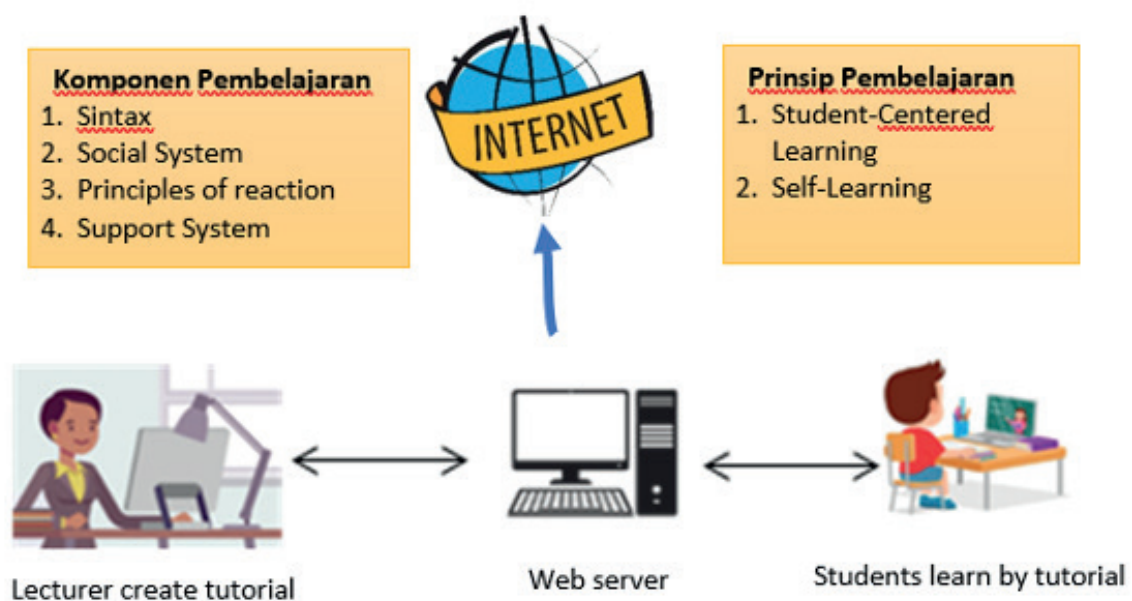 Komponen Pembelajaran
1. Sintax
2. Social System
3. Principles of reaction
4. Support System
INTERNET
Prinsip Pembelajaran
1. Student-Centered
Learning
2. Self-Learning
Lecturer create tutorial
Web server
Students learn by tutorial